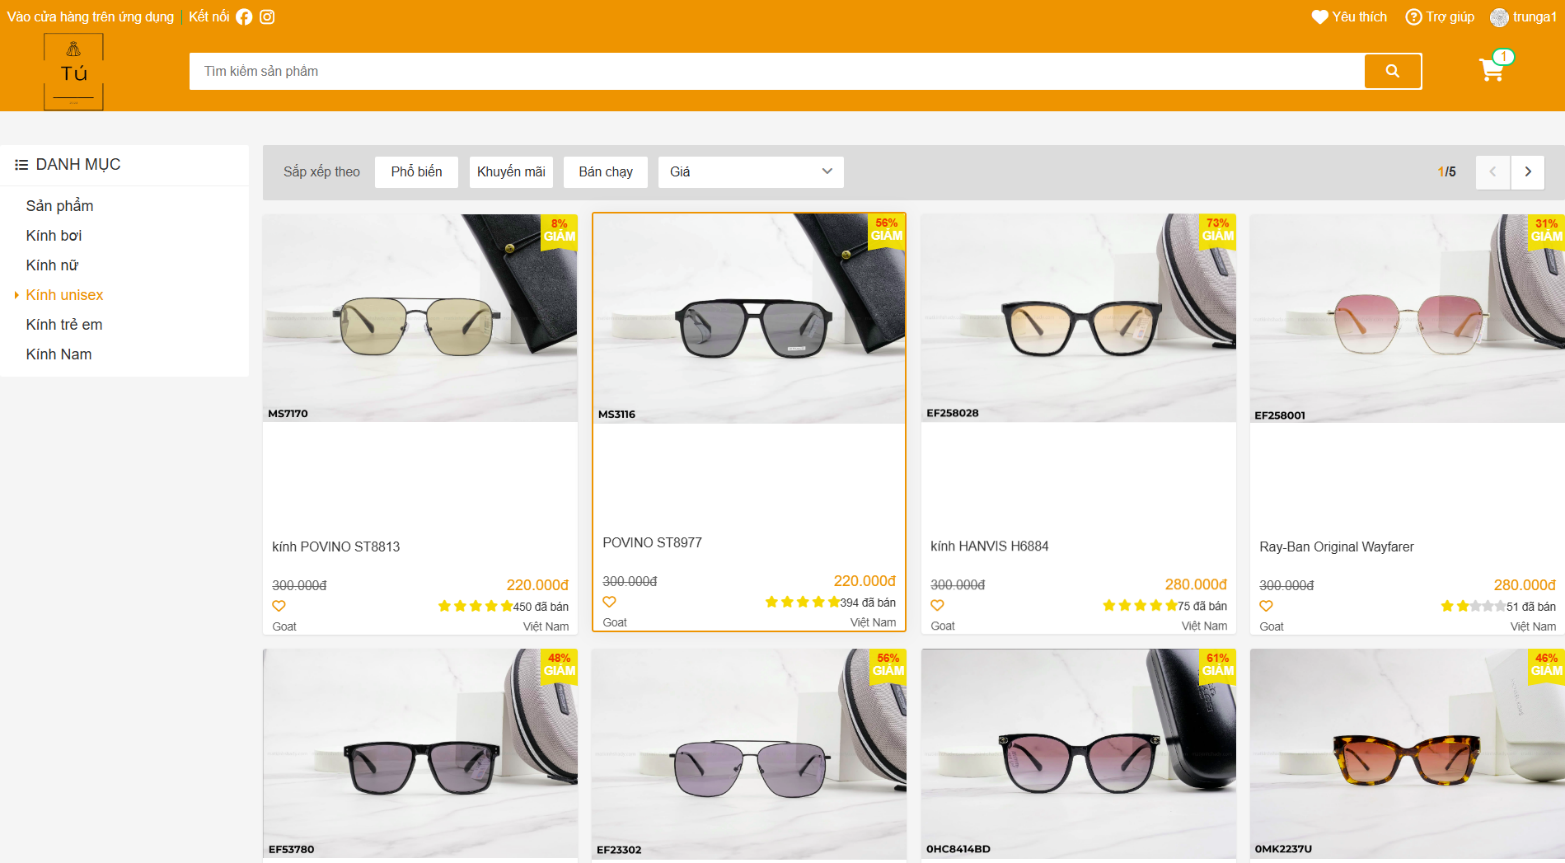 Vào cửa hàng trên ứng dụng Kết nối
Yêu thích Trợ giúp trunga1
Tú
Tìm kiếm sản phẩm
1
DANH MỤC
Sản phẩm
Kính bơi
Kính nữ
Kính unisex
Kính trẻ em
Kính Nam
Sắp xếp theo Phổ biến Khuyến mãi Bán chạy Giá 1/5
8%
GIẢM
MS7170
kính POVINO ST8813
300.000đ 220.000đ
450 đã bán
Goat Việt Nam
56%
GIẢM
MS3116
POVINO ST8977
300.000đ 220.000đ
394 đã bán
Goat Việt Nam
73%
GIẢM
EF258028
kính HANVIS H6884
300.000đ 280.000đ
75 đã bán
Goat Việt Nam
31%
GIẢM
EF258001
Ray-Ban Original Wayfarer
300.000đ 280.000đ
51 đã bán
Goat Việt Nam
48%
GIẢM
EF53780
56%
GIẢM
EF23302
61%
GIẢM
0HC8414BD
46%
GIẢM
0MK2237U